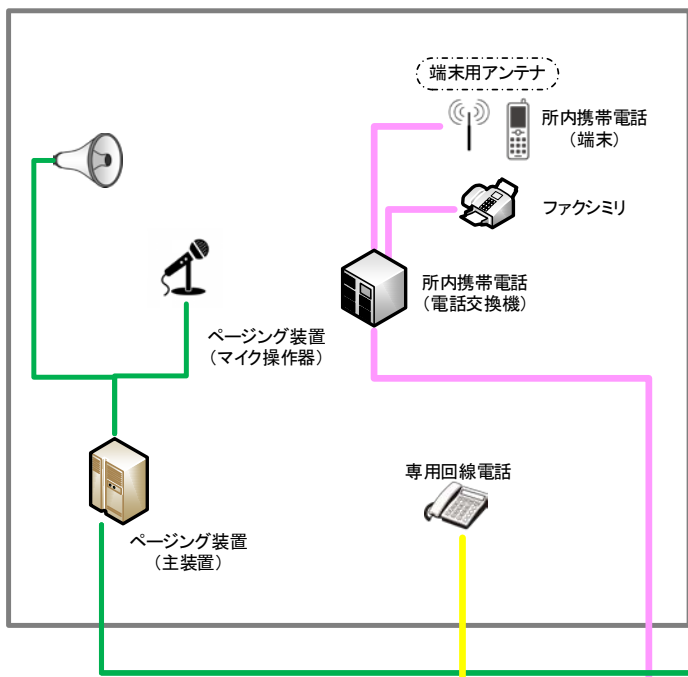 端末用アンテナ
所内携帯電話
（端末）
ファクシミリ
所内携帯電話
（電話交換機）
ページング装置
（マイク操作器）
専用回線電話
ページング装置
（主装置）